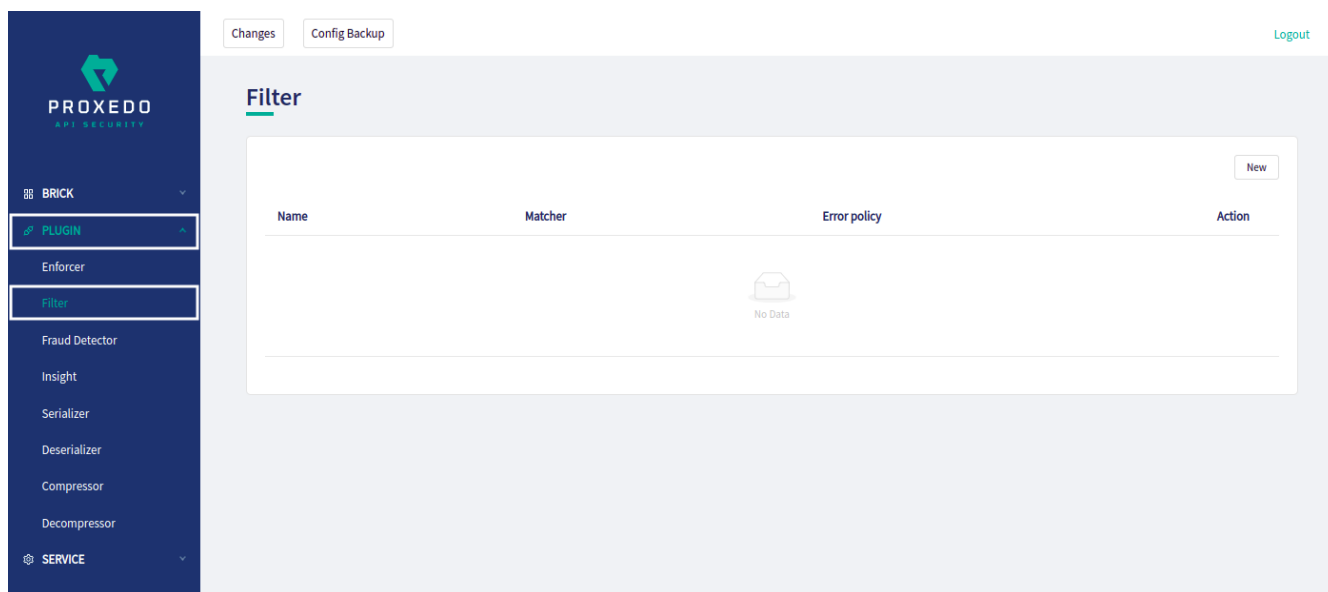 Changes Config Backup Logout
PROXEDO
API SECURITY
Filter
New
BRICK
Name Matcher Error policy Action
PLUGIN
Enforcer
Filter
No Data
Fraud Detector
Insight
Serializer
Deserializer
Compressor
Decompressor
SERVICE